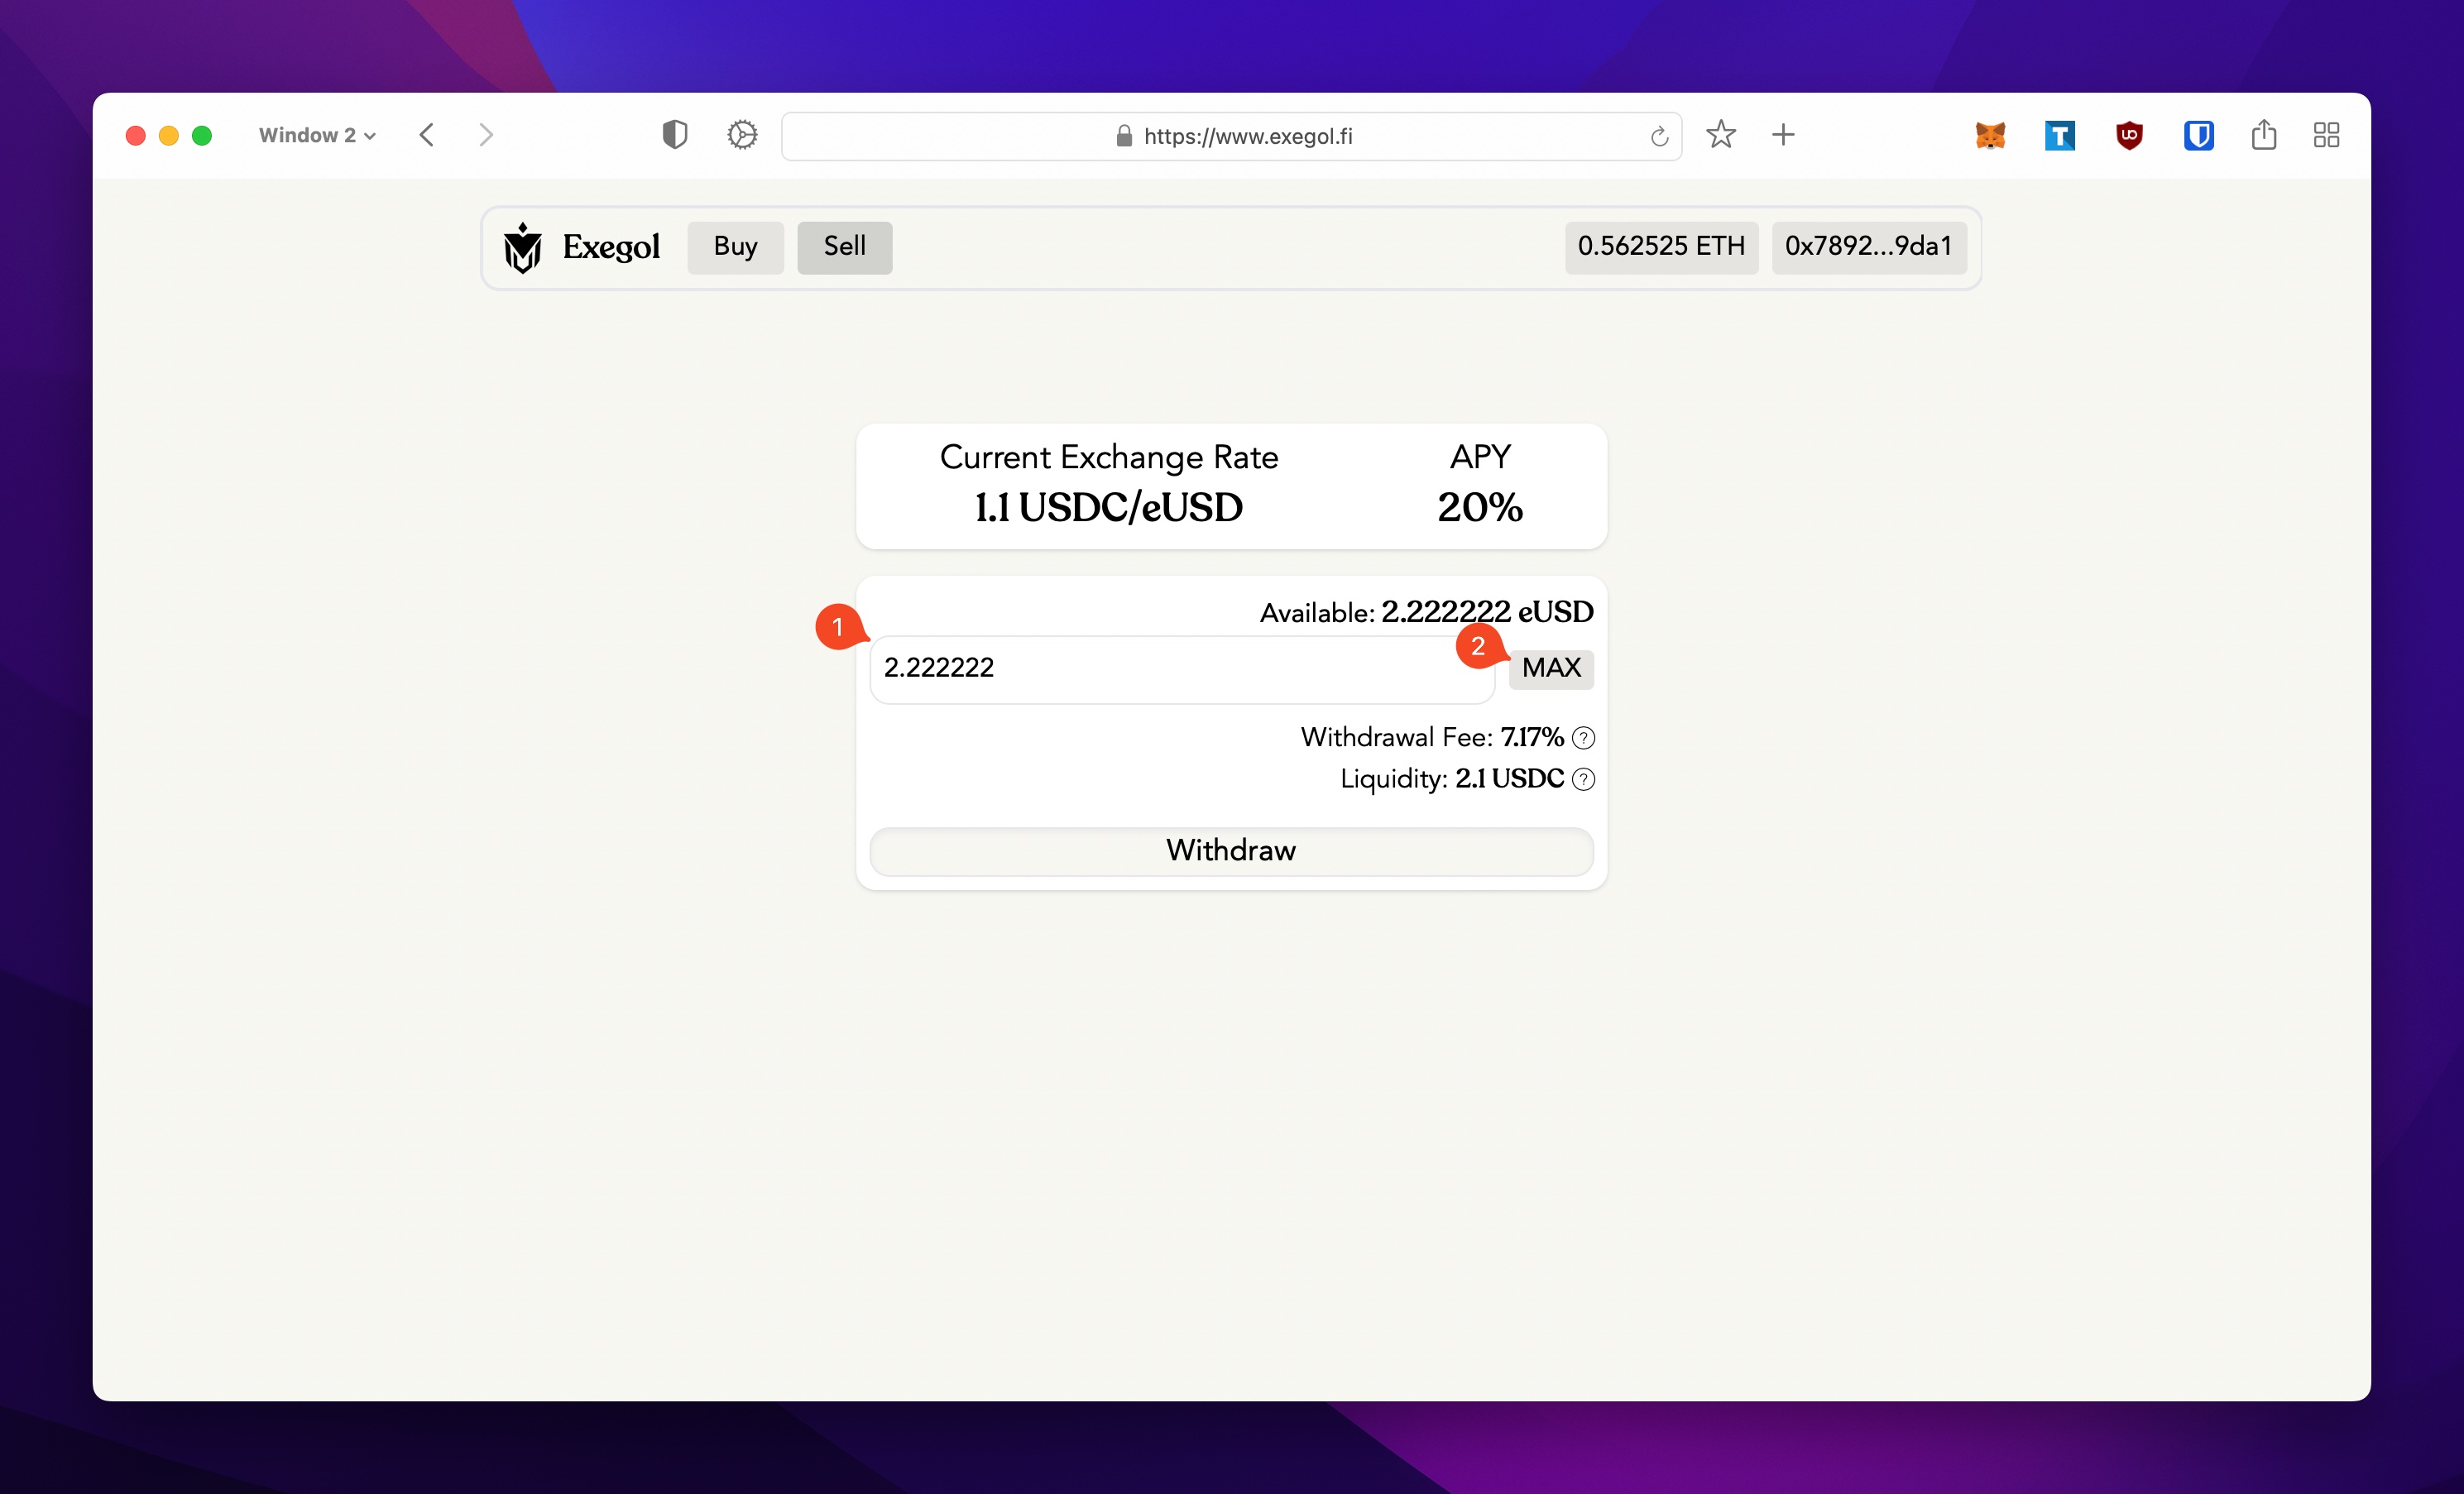 Window 2
https://www.exegol.fi
Exegol Buy Sell 0.562525 ETH 0x7892...9da1
Current Exchange Rate APY
1.1 USDC/eUSD 20%
Available: 2.222222 eUSD
1
2
2.222222 MAX
Withdrawal Fee: 7.17% ?
Liquidity: 2.1 USDC ?
Withdraw